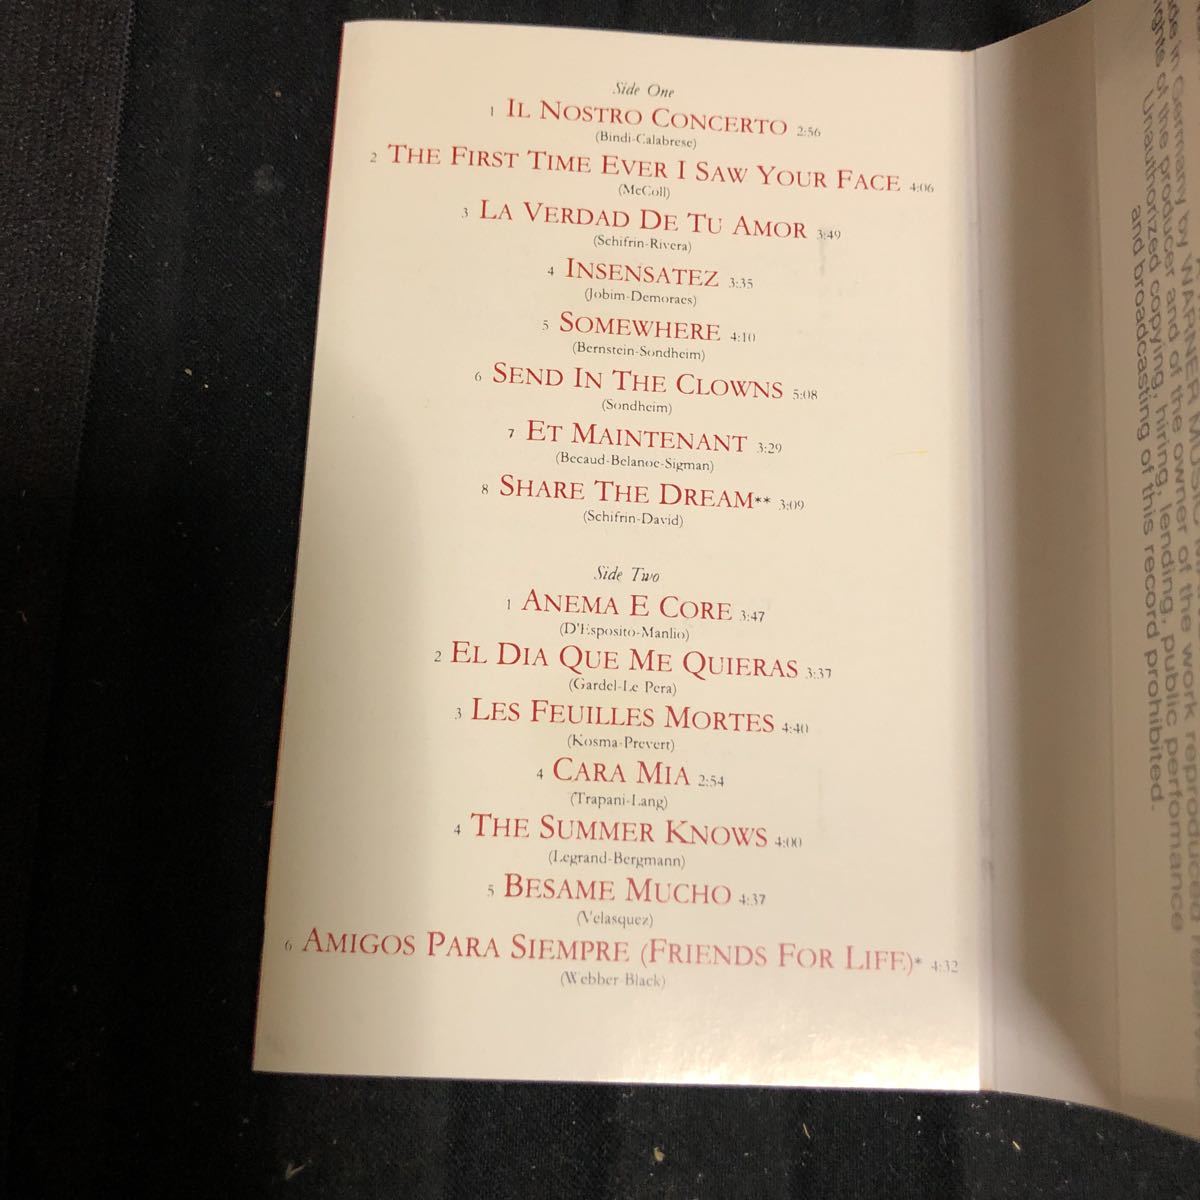 Side One
1 IL NOSTRO CONCERTO 2:56
(Bindi-Calabrese)
2 THE FIRST TIME EVER I SAW YOUR FACE 4:06
(McColl)
3 LA VERDAD DE TU AMOR 3:49
(Schifrin-Rivera)
4 INSENSATEZ 3:35
(Jobim-Demoraes)
5 SOMEWHERE 4:10
(Bernstein-Sondheim)
6 SEND IN THE CLOWNS 5:08
(Sondheim)
7 ET MAINTENANT 3:29
(Becaud-Belanoe-Sigman)
8 SHARE THE DREAM** 3:09
(Schifrin-David)
Side Two
1 ANEMA E CORE 3:47
(D'Esposito-Manlio)
2 EL DIA QUE ME QUIERAS 3:37
(Gardel-Le Pera)
3 LES FEUILLES MORTES 4:40
(Kosma-Prevert)
4 CARA MIA 2:54
(Trapani-Lang)
4 THE SUMMER KNOWS 4:00
(Legrand-Bergmann)
5 BESAME MUCHO 4:37
(Velasquez)
6 AMIGOS PARA SIEMPRE (FRIENDS FOR LIFE)* 4:32
(Webber-Black)
in Germany by WARNER MUSIC
of the producer and of the owner of the work
Unauthorized copying, hiring, lending, public perfomance
and broadcasting of this record prohibited.